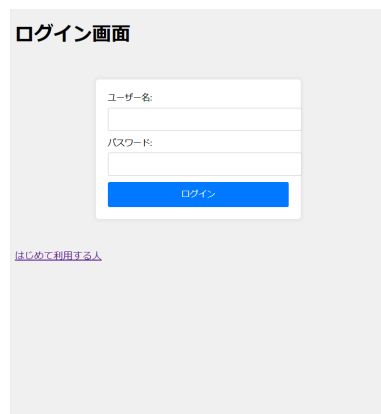 ログイン画面
ユーザー名:
パスワード:
ログイン
はじめて利用する人